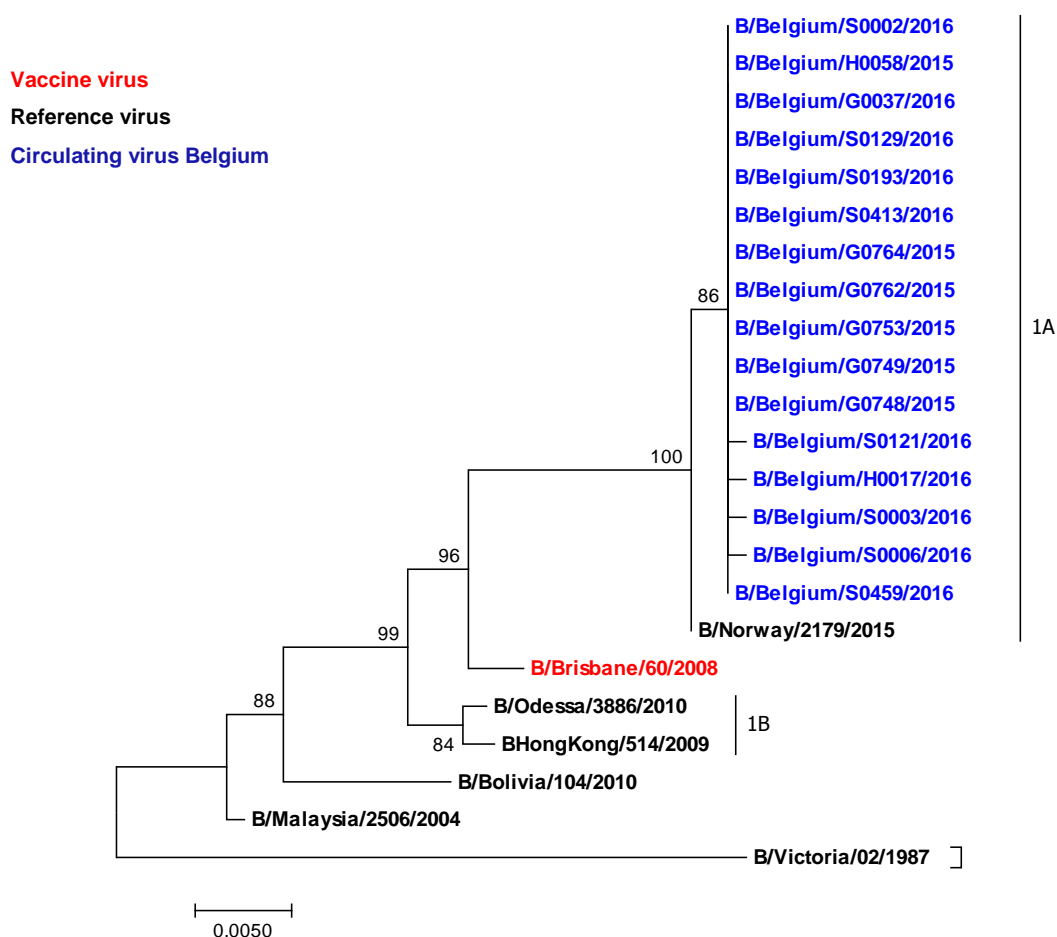 Vaccine virus
Reference virus
Circulating virus Belgium
B/Belgium/S0002/2016
B/Belgium/H0058/2015
B/Belgium/G0037/2016
B/Belgium/S0129/2016
B/Belgium/S0193/2016
B/Belgium/S0413/2016
B/Belgium/G0764/2015
B/Belgium/G0762/2015
86
B/Belgium/G0753/2015
1A
B/Belgium/G0749/2015
B/Belgium/G0748/2015
B/Belgium/S0121/2016
100
B/Belgium/H0017/2016
B/Belgium/S0003/2016
96
B/Belgium/S0006/2016
B/Belgium/S0459/2016
99
B/Norway/2179/2015
B/Brisbane/60/2008
88
B/Odessa/3886/2010
1B
84
BHongKong/514/2009
B/Bolivia/104/2010
B/Malaysia/2506/2004
B/Victoria/02/1987
0.0050